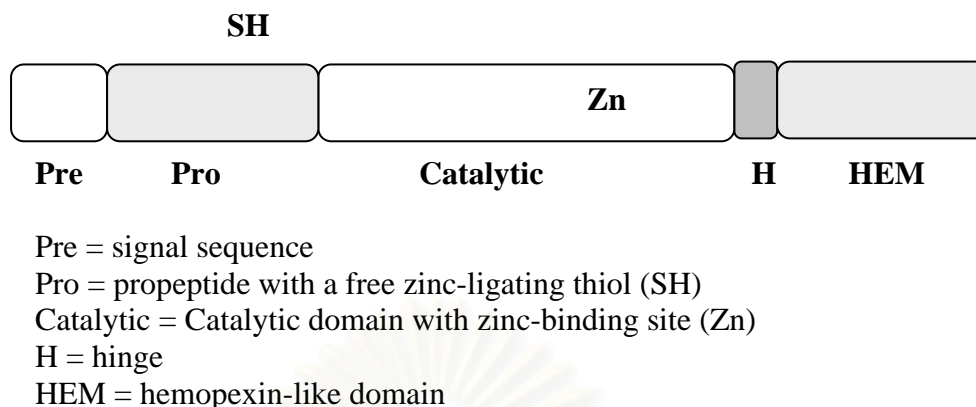 SH
Zn
Pre Pro Catalytic H HEM
Pre = signal sequence
Pro = propeptide with a free zinc-ligating thiol (SH)
Catalytic = Catalytic domain with zinc-binding site (Zn)
H = hinge
HEM = hemopexin-like domain